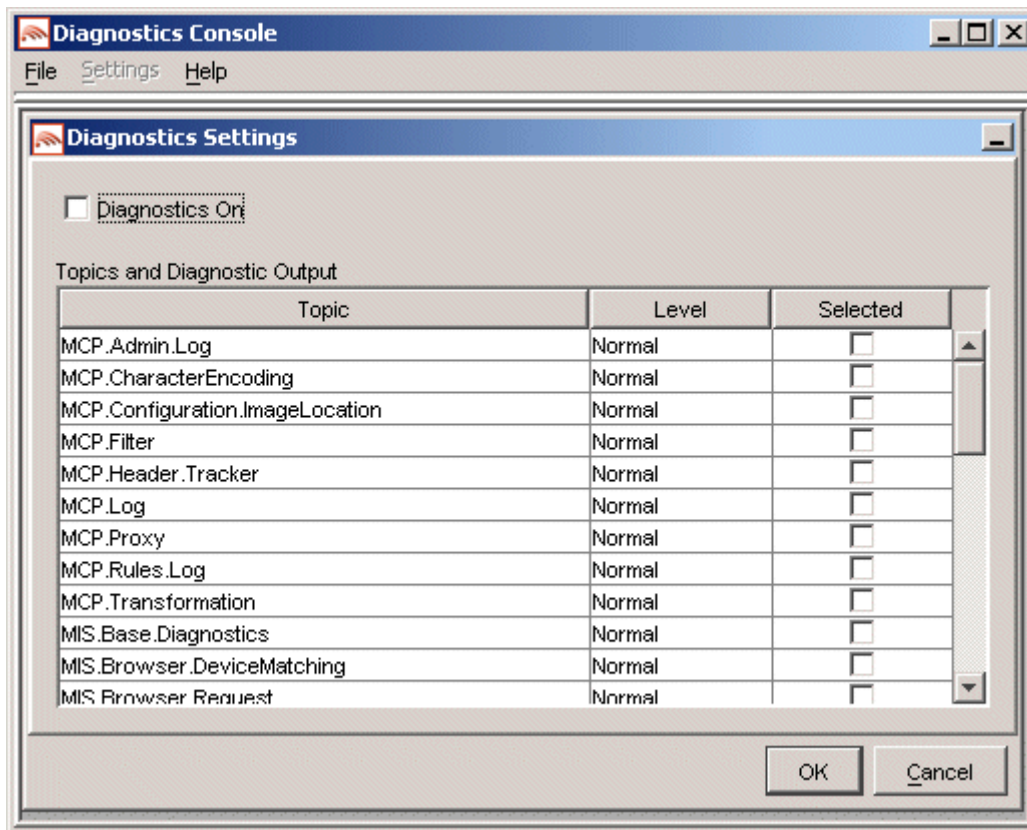 Diagnostics Console
File Settings Help
Diagnostics Settings
Diagnostics On
Topics and Diagnostic Output
Topic Level Selected
MCP.Admin.Log Normal
MCP.CharacterEncoding Normal
MCP.Configuration.ImageLocation Normal
MCP.Filter Normal
MCP.Header.Tracker Normal
MCP.Log Normal
MCP.Proxy Normal
MCP.Rules.Log Normal
MCP.Transformation Normal
MIS.Base.Diagnostics Normal
MIS.Browser.DeviceMatching Normal
MIS.Browser.Request Normal
OK Cancel